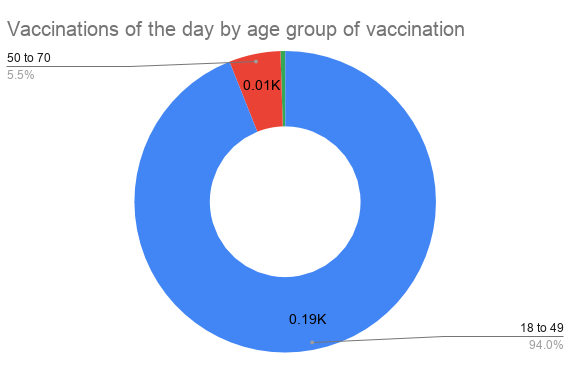 Vaccinations of the day by age group of vaccination
50 to 70
5.5%
0.01K
0.19K
18 to 49
94.0%